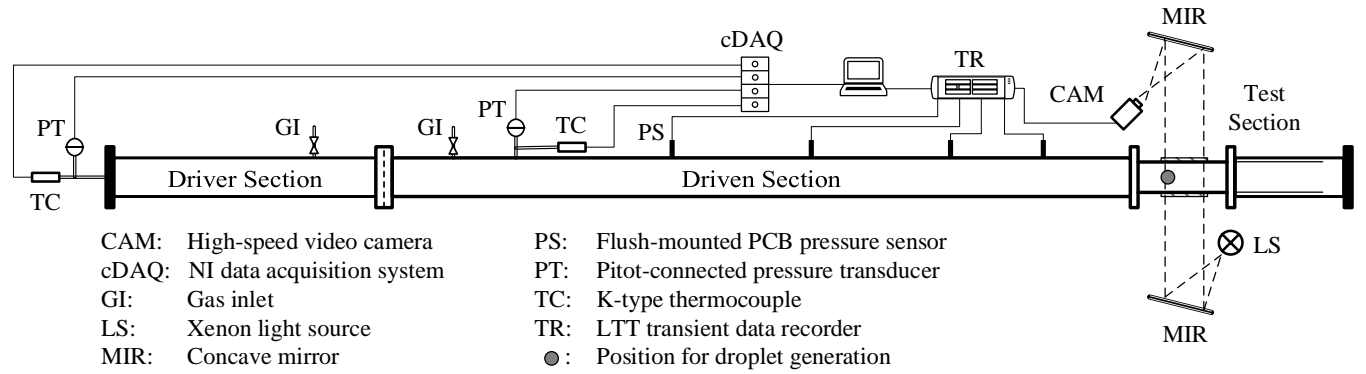 MIR
cDAQ
TR
CAM
Test
Section
PT
GI
GI
PT
TC
PS
Driver Section
Driven Section
TC
CAM: High-speed video camera
cDAQ: NI data acquisition system
GI: Gas inlet
LS: Xenon light source
MIR: Concave mirror
PS: Flush-mounted PCB pressure sensor
PT: Pitot-connected pressure transducer
TC: K-type thermocouple
TR: LTT transient data recorder
: Position for droplet generation
LS
MIR